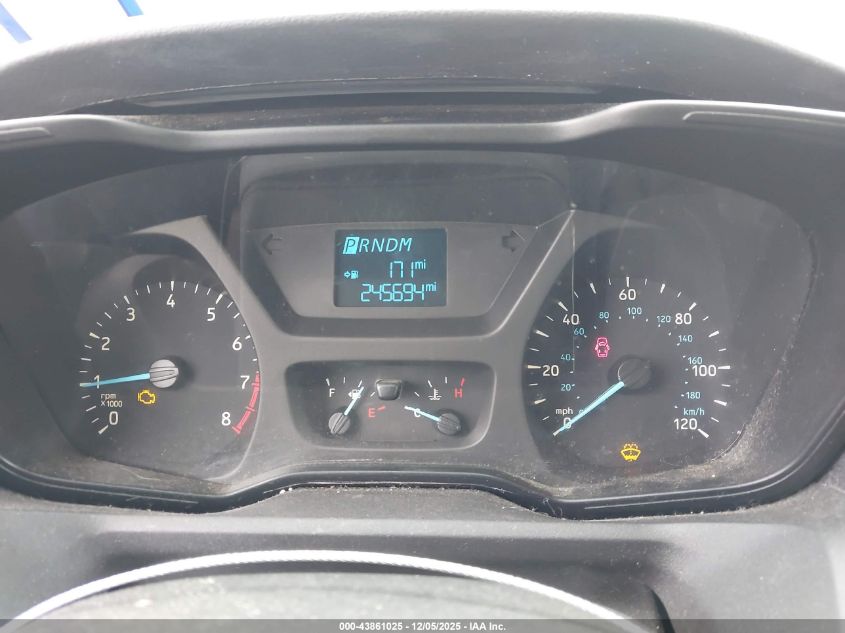 PRNDM
171 mi
245694 mi
0 1 2 3 4 5 6 7 8
rpm
X1000
F E
C H
0 20 40 60 80 100 120
mph
20 40 60 80 100 120 140 160 180
km/h
000-43861025 - 12/05/2025 - IAA Inc.